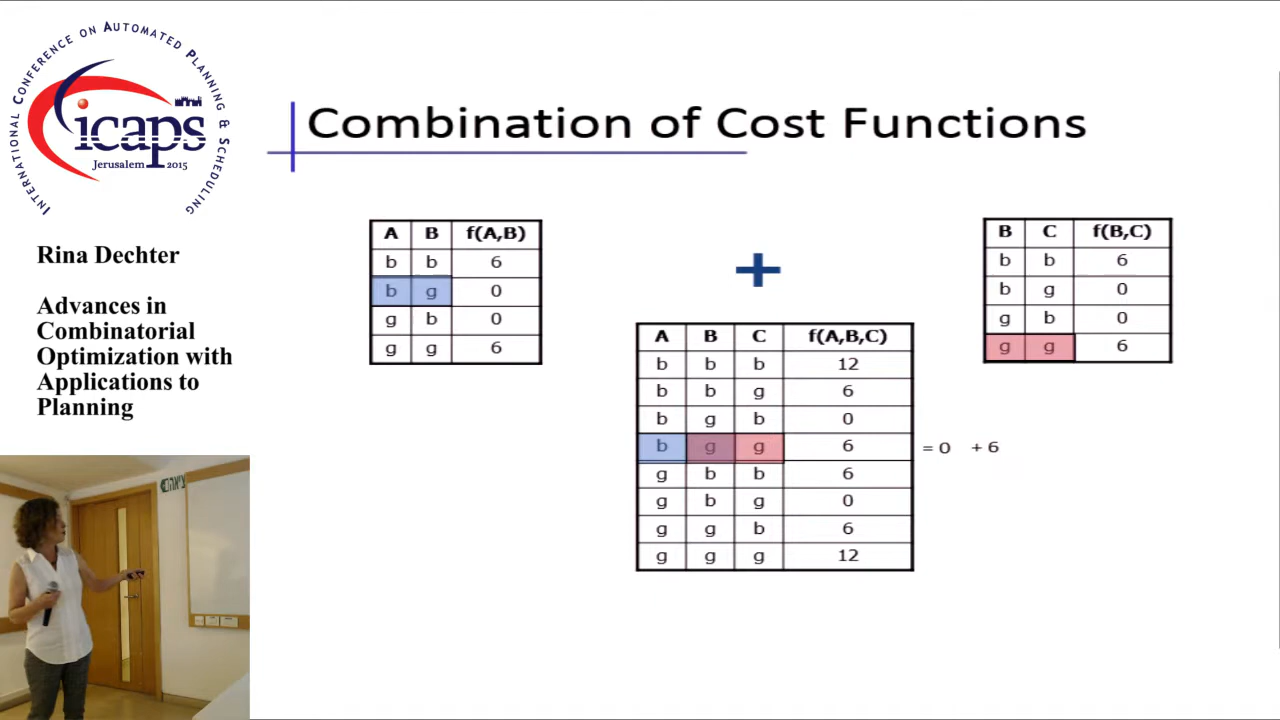 INTERNATIONAL CONFERENCE ON AUTOMATED PLANNING & SCHEDULING
icaps
Jerusalem 2015
Rina Dechter
Advances in
Combinatorial
Optimization with
Applications to
Planning
Combination of Cost Functions
A B f(A,B)
b b 6
b g 0
g b 0
g g 6
+
B C f(B,C)
b b 6
b g 0
g b 0
g g 6
A B C f(A,B,C)
b b b 12
b b g 6
b g b 0
b g g 6 = 0 + 6
g b b 6
g b g 0
g g b 6
g g g 12